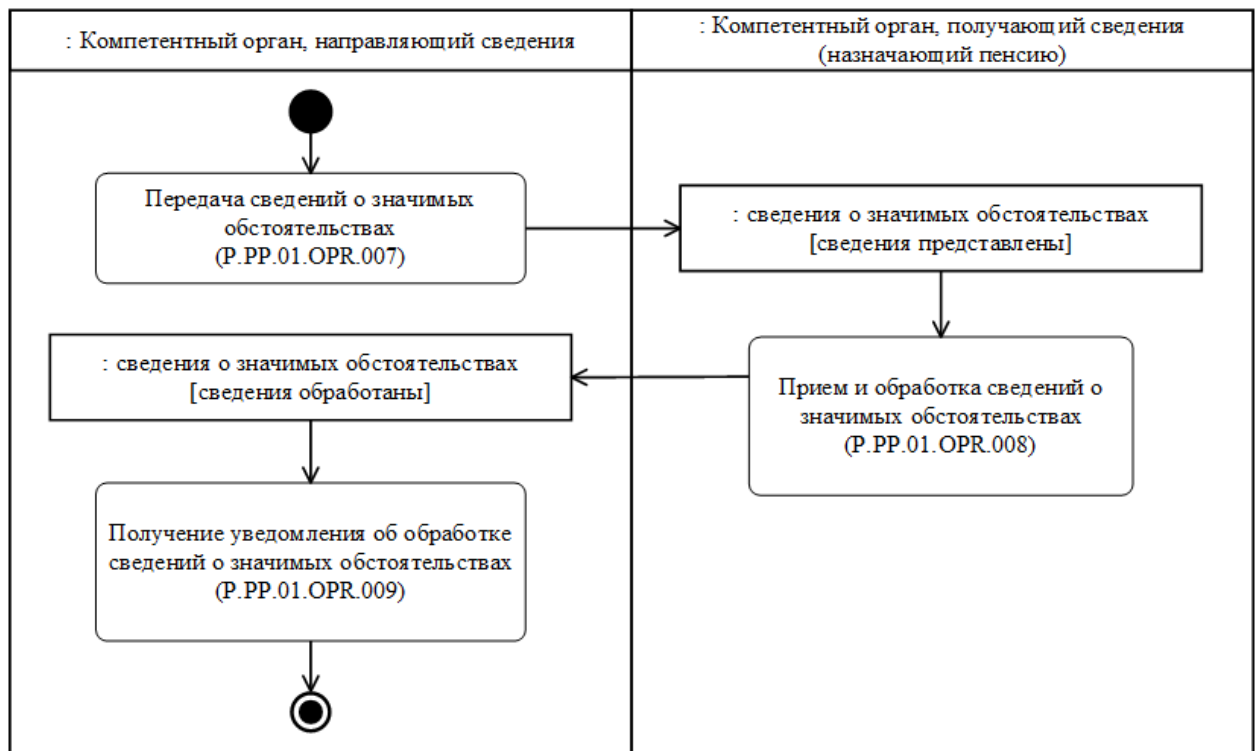 : Компетентный орган, направляющий сведения
: Компетентный орган, получающий сведения
(назначающий пенсию)
Передача сведений о значимых
обстоятельствах
(P.PP.01.OPR.007)
: сведения о значимых обстоятельствах
[сведения представлены]
: сведения о значимых обстоятельствах
[сведения обработаны]
Прием и обработка сведений о
значимых обстоятельствах
(P.PP.01.OPR.008)
Получение уведомления об обработке
сведений о значимых обстоятельствах
(P.PP.01.OPR.009)